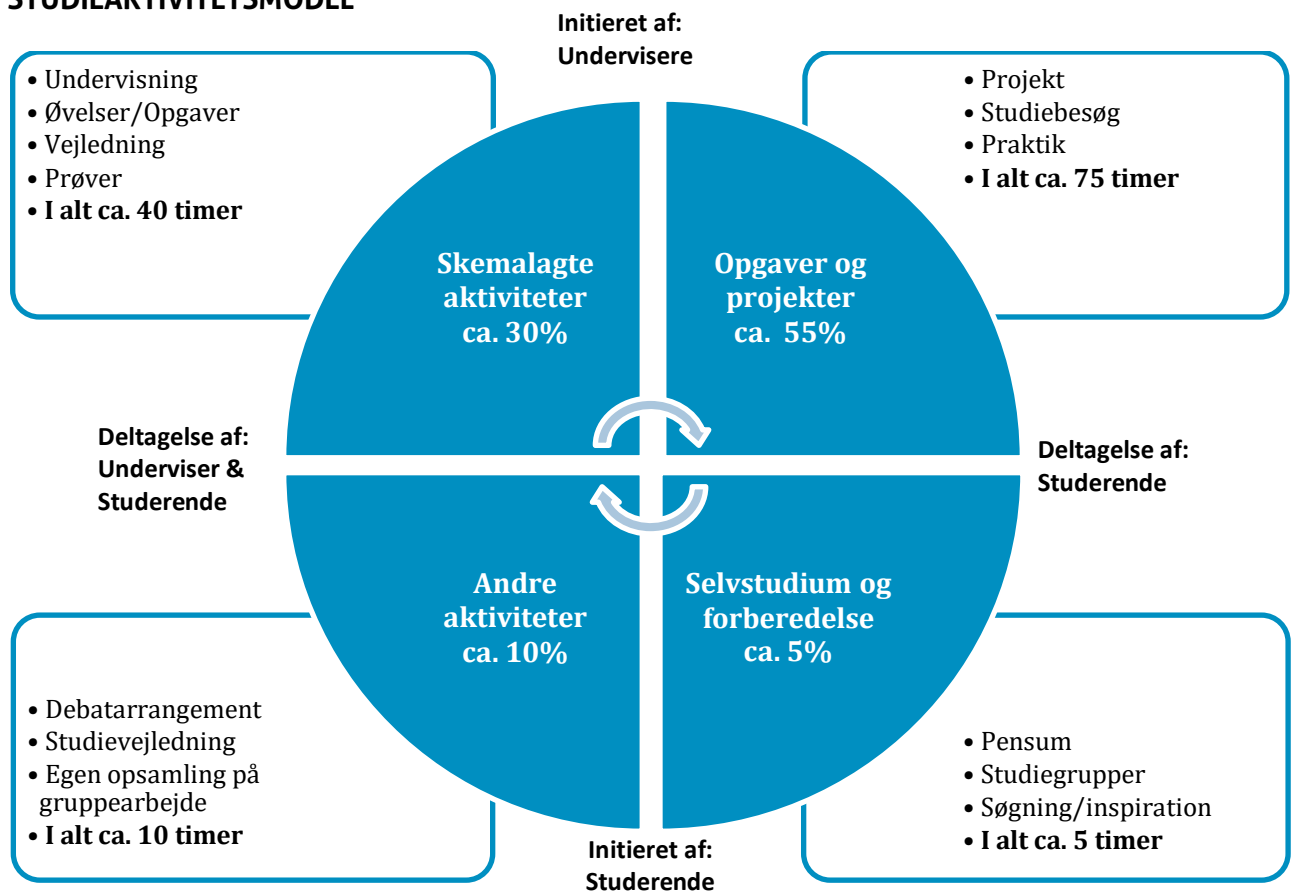 STUDIEAKTIVITETSMODEL
Initieret af:
Undervisere
• Undervisning
• Øvelser/Opgaver
• Vejledning
• Prøver
• I alt ca. 40 timer
• Projekt
• Studiebesøg
• Praktik
• I alt ca. 75 timer
Skemalagte
aktiviteter
ca. 30%
Opgaver og
projekter
ca. 55%
Deltagelse af:
Underviser &
Studerende
Deltagelse af:
Studerende
Andre
aktiviteter
ca. 10%
Selvstudium og
forberedelse
ca. 5%
• Debatarrangement
• Studievejledning
• Egen opsamling på
gruppearbejde
• I alt ca. 10 timer
• Pensum
• Studiegrupper
• Søgning/inspiration
• I alt ca. 5 timer
Initieret af:
Studerende